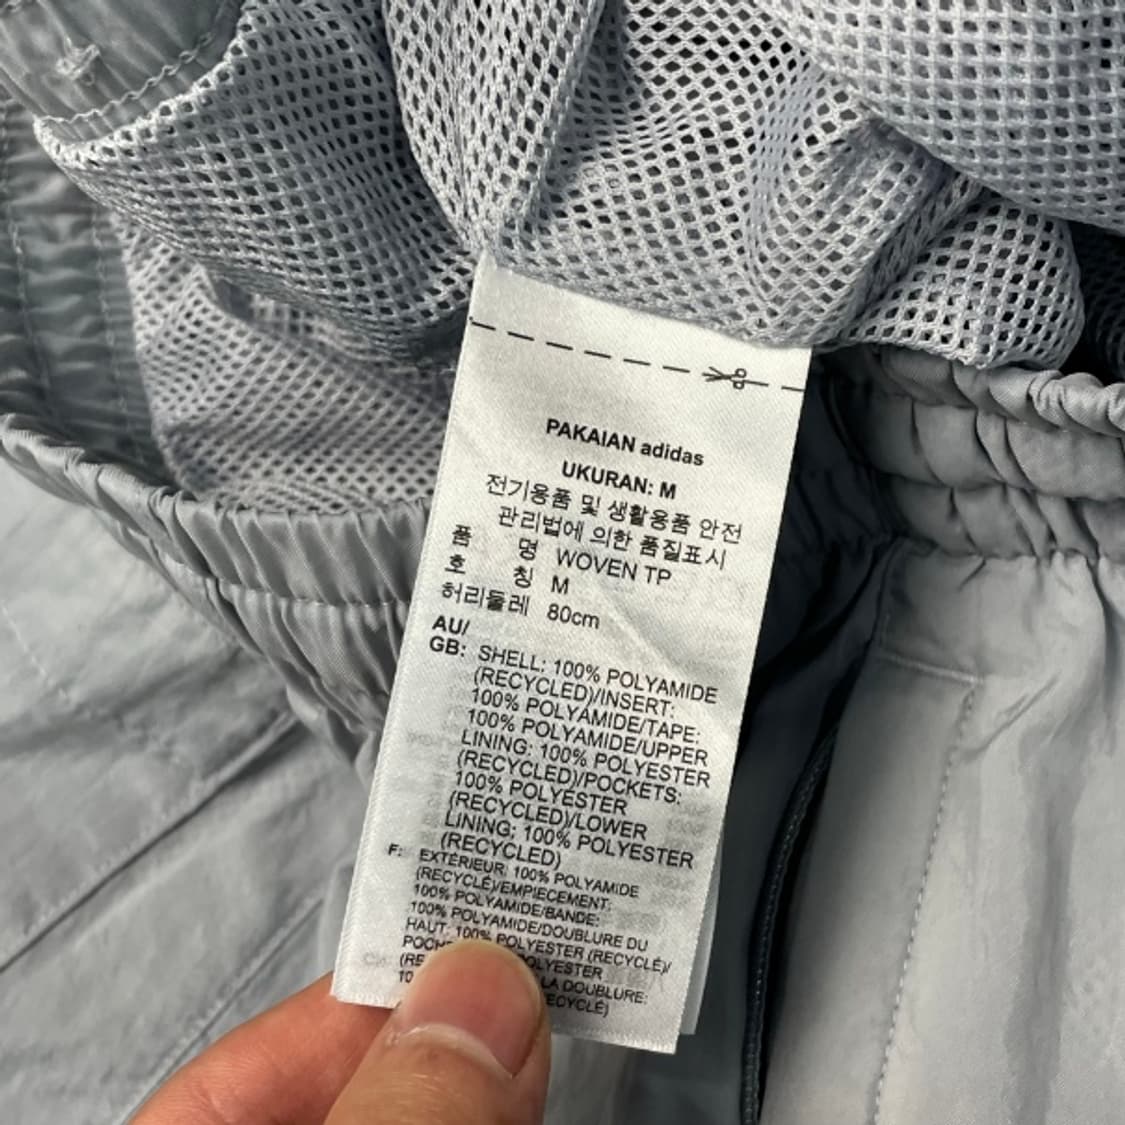 PAKAIAN adidas
UKURAN: M
전기용품 및 생활용품 안전
관리법에 의한 품질표시
품 명 WOVEN TP
호 칭 M
허리둘레 80cm
AU/
GB: SHELL: 100% POLYAMIDE
(RECYCLED)/INSERT:
100% POLYAMIDE/TAPE:
100% POLYAMIDE/UPPER
LINING: 100% POLYESTER
(RECYCLED)/POCKETS:
100% POLYESTER
(RECYCLED)/LOWER
LINING: 100% POLYESTER
(RECYCLED)
F: EXTÉRIEUR: 100% POLYAMIDE
(RECYCLÉ)/EMPIECEMENT:
100% POLYAMIDE/BANDE:
100% POLYAMIDE/DOUBLURE DU
HAUT: 100% POLYESTER (RECYCLÉ)/
LA DOUBLURE: